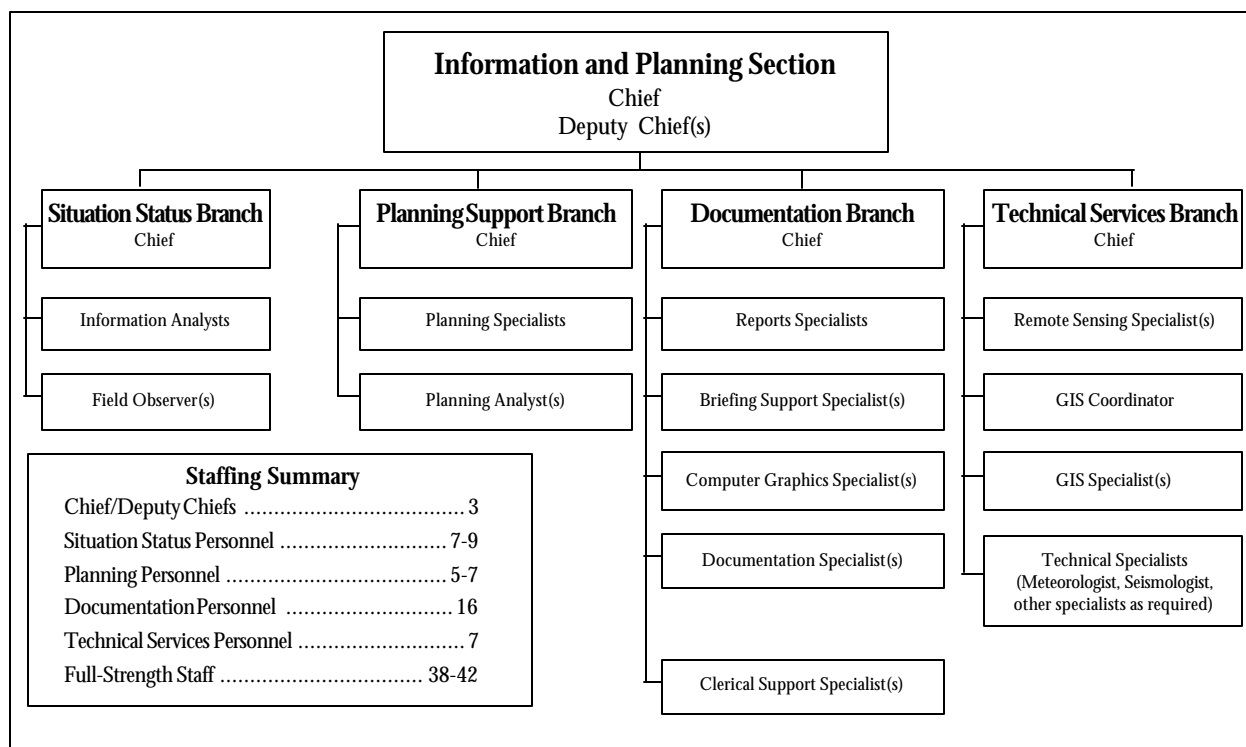 Information and Planning Section
Chief
Deputy Chief(s)
Situation Status Branch
Chief
Information Analysts
Field Observer(s)
Planning Support Branch
Chief
Planning Specialists
Planning Analyst(s)
Documentation Branch
Chief
Reports Specialists
Briefing Support Specialist(s)
Computer Graphics Specialist(s)
Documentation Specialist(s)
Clerical Support Specialist(s)
Technical Services Branch
Chief
Remote Sensing Specialist(s)
GIS Coordinator
GIS Specialist(s)
Technical Specialists
(Meteorologist, Seismologist,
other specialists as required)
Staffing Summary
Chief/Deputy Chiefs ........................................ 3
Situation Status Personnel ............................. 7-9
Planning Personnel ....................................... 5-7
Documentation Personnel ............................. 16
Technical Services Personnel ........................... 7
Full-Strength Staff ................................... 38-42